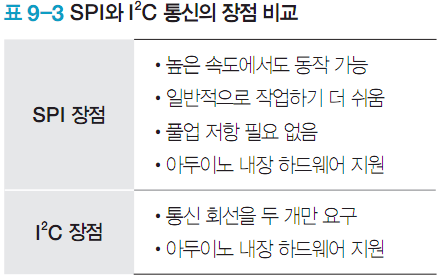 표 9-3 SPI와 I²C 통신의 장점 비교
SPI 장점
• 높은 속도에서도 동작 가능
• 일반적으로 작업하기 더 쉬움
• 풀업 저항 필요 없음
• 아두이노 내장 하드웨어 지원
I²C 장점
• 통신 회선을 두 개만 요구
• 아두이노 내장 하드웨어 지원